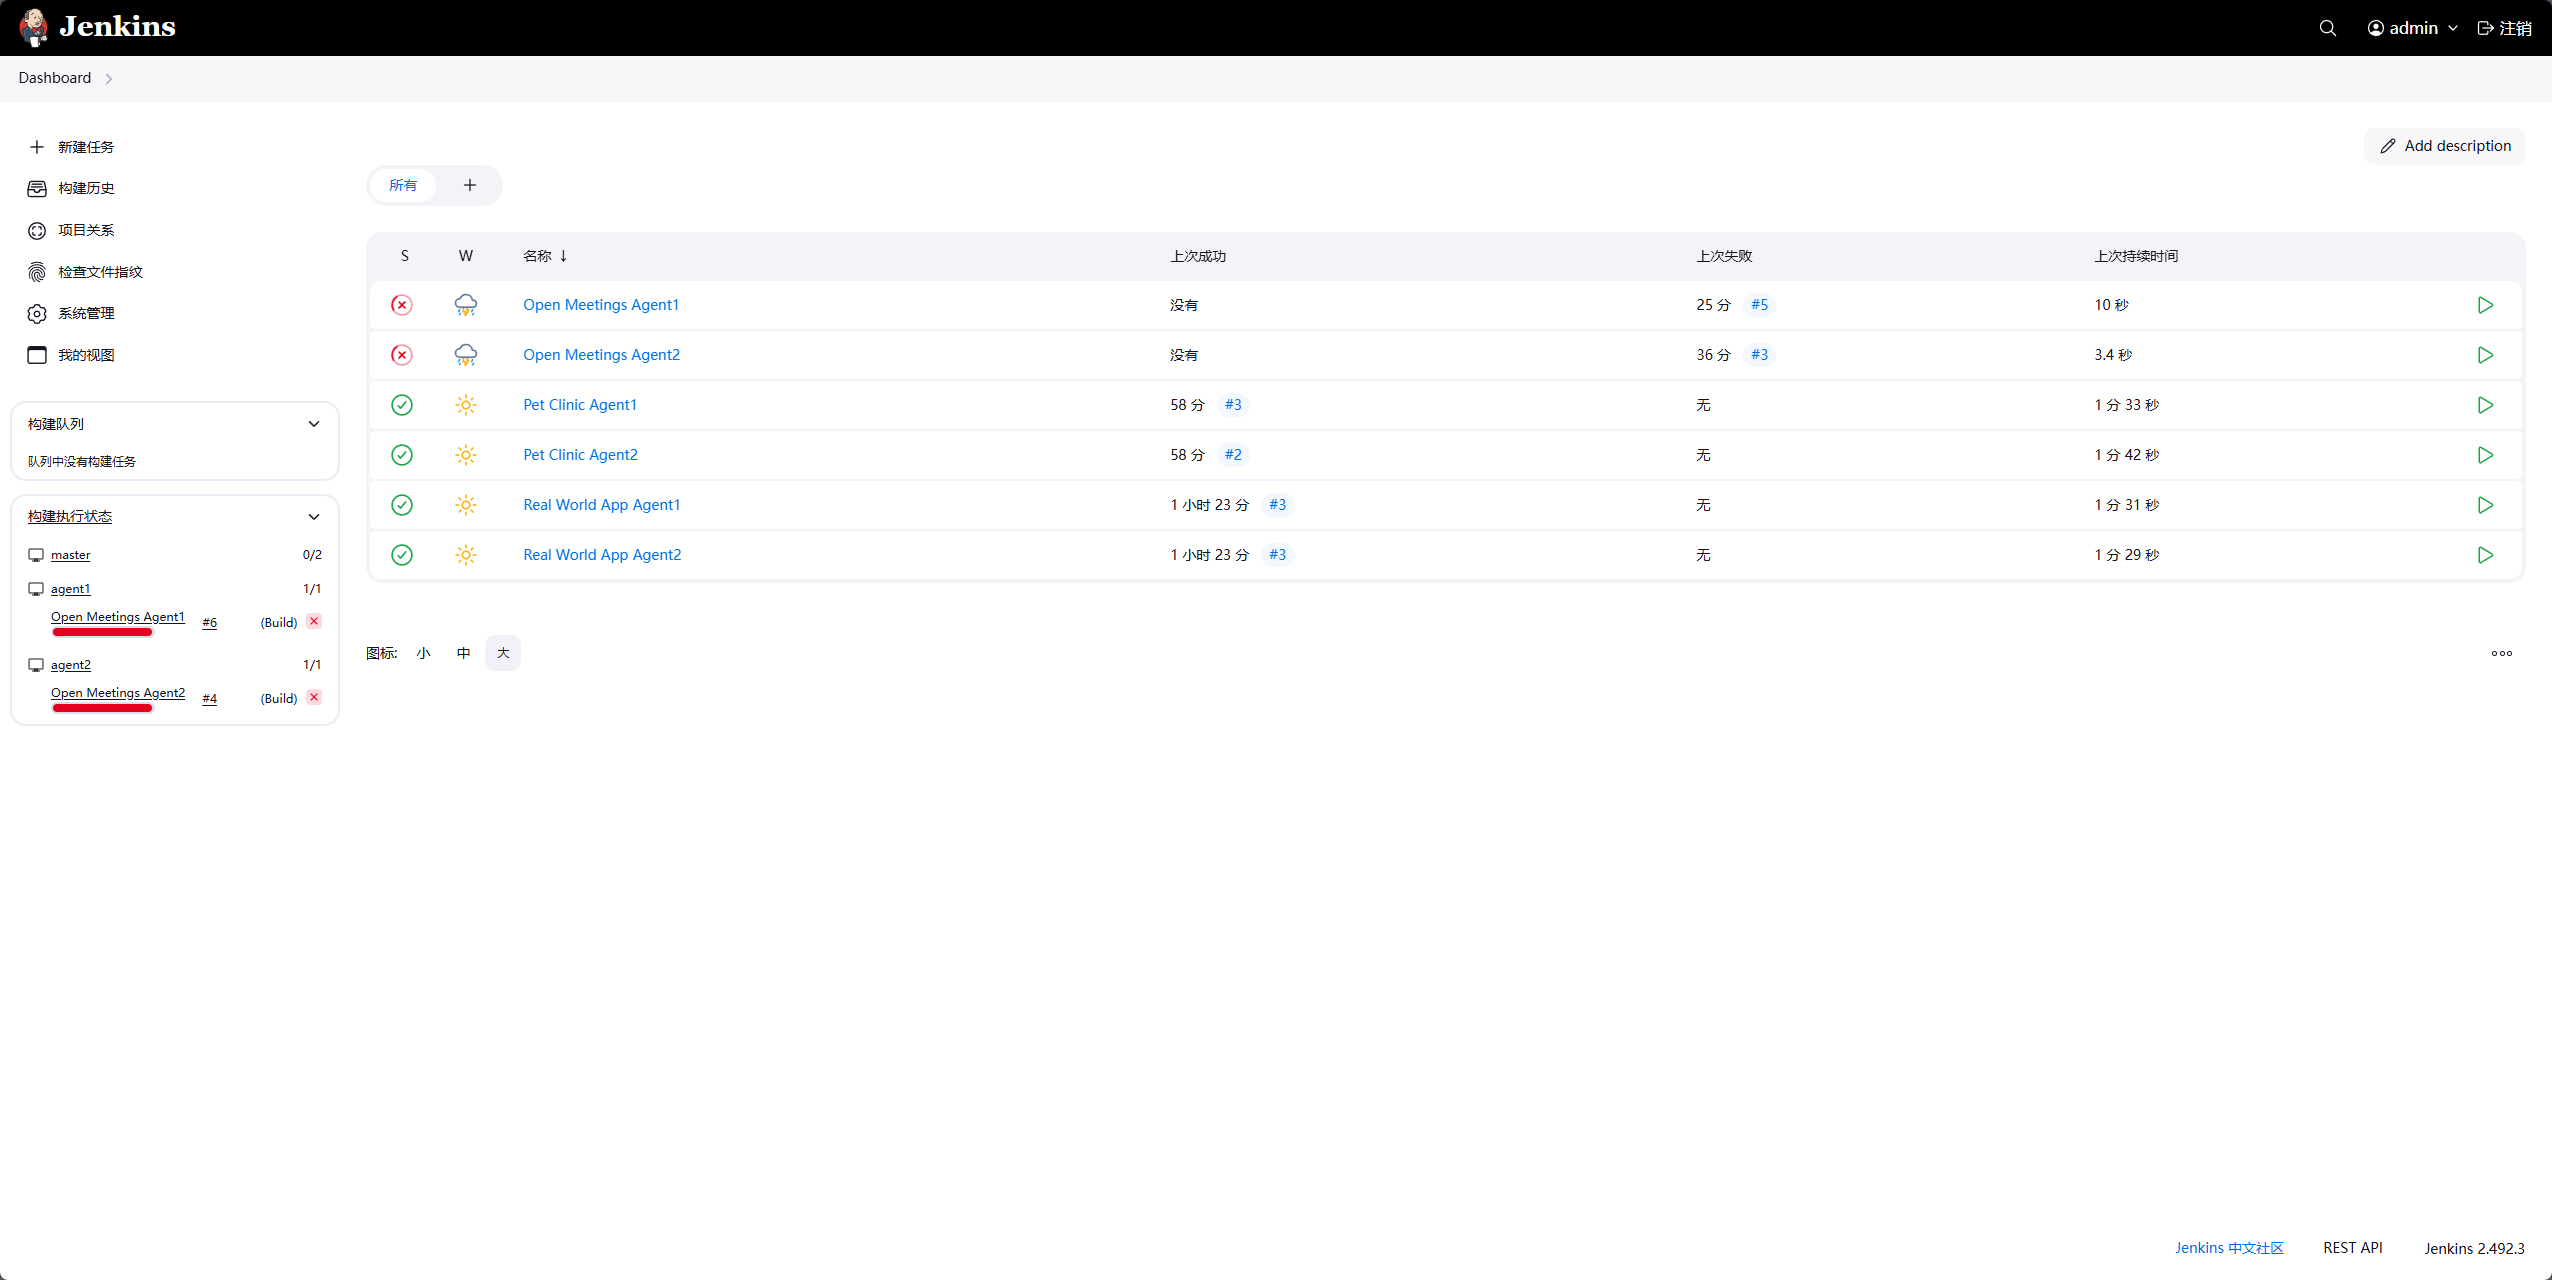 Jenkins
admin 注销
Dashboard
新建任务
构建历史
项目关系
检查文件指纹
系统管理
我的视图
构建队列
队列中没有构建任务
构建执行状态
master 0/2
agent1 1/1
Open Meetings Agent1 #6 (Build)
agent2 1/1
Open Meetings Agent2 #4 (Build)
Add description
所有 +
S W 名称 ↓ 上次成功 上次失败 上次持续时间
Open Meetings Agent1 没有 25 分 #5 10 秒
Open Meetings Agent2 没有 36 分 #3 3.4 秒
Pet Clinic Agent1 58 分 #3 无 1 分 33 秒
Pet Clinic Agent2 58 分 #2 无 1 分 42 秒
Real World App Agent1 1 小时 23 分 #3 无 1 分 31 秒
Real World App Agent2 1 小时 23 分 #3 无 1 分 29 秒
图标: 小 中 大
Jenkins 中文社区 REST API Jenkins 2.492.3